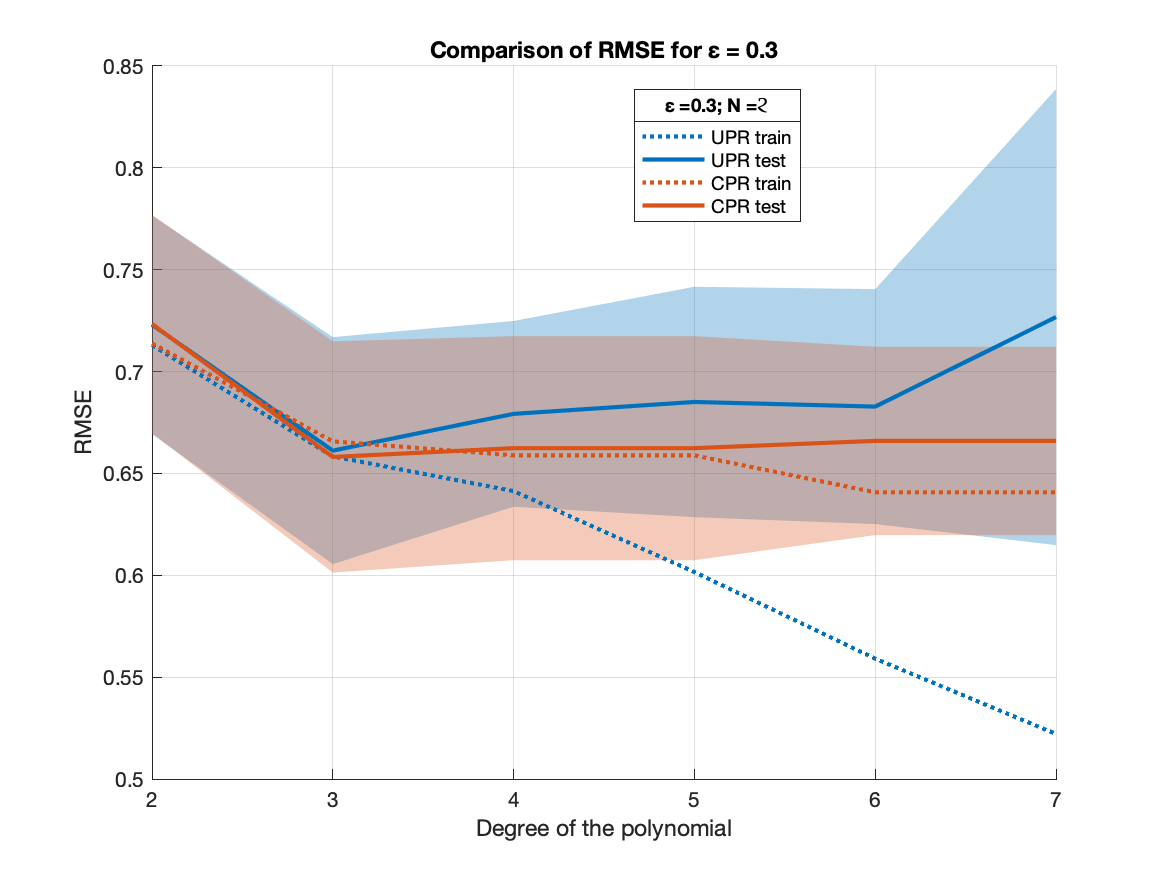 Comparison of RMSE for ε = 0.3
0.85
0.8
0.75
0.7
0.65
0.6
0.55
0.5
RMSE
ε =0.3; N =2
UPR train
UPR test
CPR train
CPR test
2 3 4 5 6 7
Degree of the polynomial